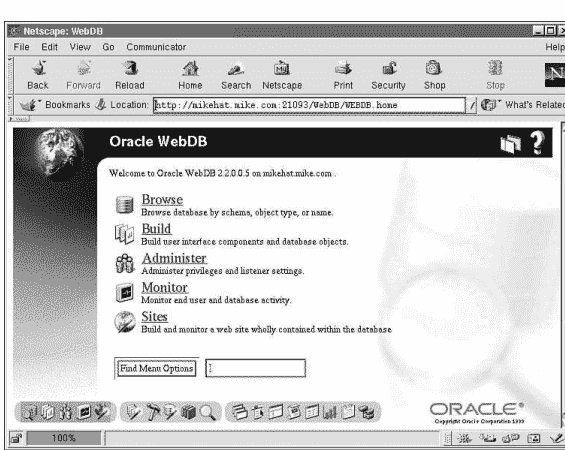 Netscape: WebDB
File Edit View Go Communicator Help
Back Forward Reload Home Search Netscape Print Security Shop Stop
Bookmarks Location: http://mikehat.mike.com:21093/WebDB/WEBDB.home What's Related
Oracle WebDB
Welcome to Oracle WebDB 2.2.0.0.5 on mikehat.mike.com .
Browse
Browse database by schema, object type, or name.
Build
Build user interface components and database objects.
Administer
Administer privileges and listener settings.
Monitor
Monitor end user and database activity.
Sites
Build and monitor a web site wholly contained within the database
Find Menu Options
ORACLE®
Copyright Oracle Corporation 1999
100%